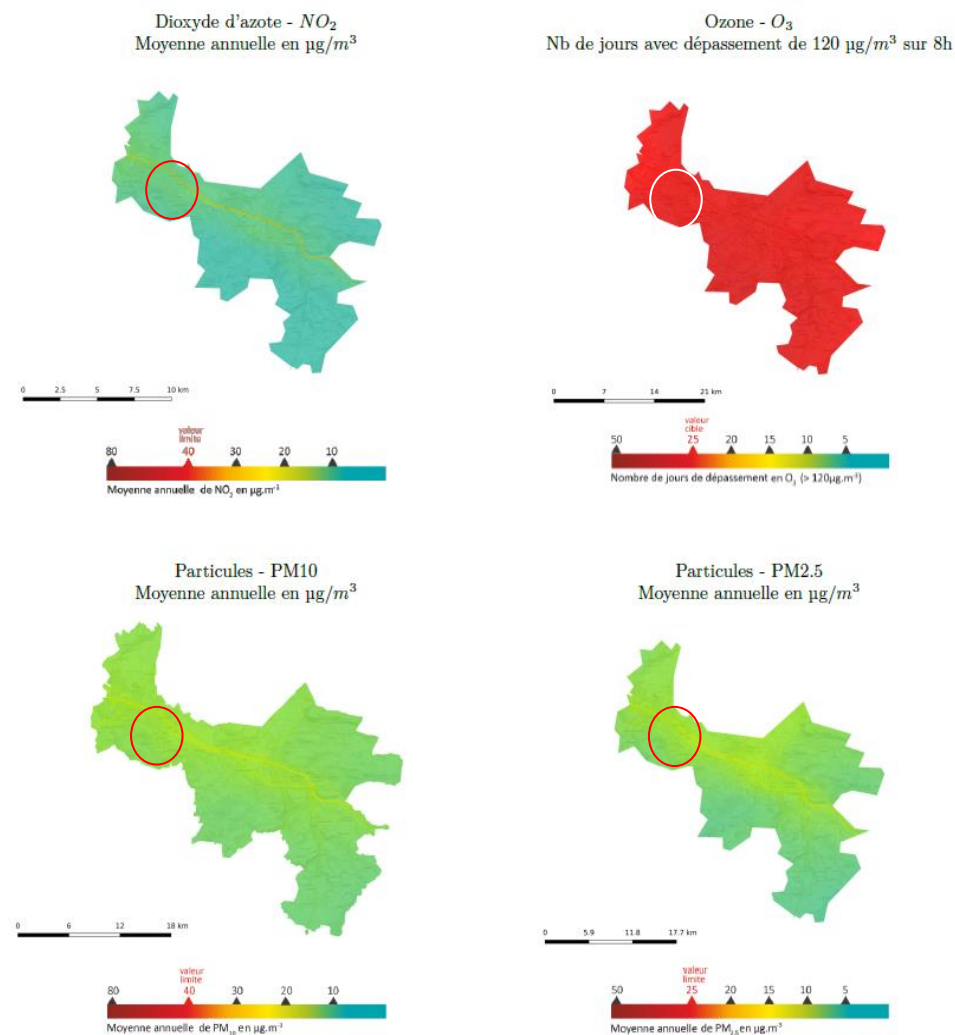 Dioxyde d'azote - NO₂
Moyenne annuelle en µg/m³
0 2.5 5 7.5 10 km
valeur
limite
80 40 30 20 10
Moyenne annuelle de NO₂ en µg.m⁻³
Ozone - O₃
Nb de jours avec dépassement de 120 µg/m³ sur 8h
0 7 14 21 km
valeur
cible
50 25 20 15 10 5
Nombre de jours de dépassement en O₃ (> 120µg.m⁻³)
Particules - PM10
Moyenne annuelle en µg/m³
0 6 12 18 km
valeur
limite
80 40 30 20 10
Moyenne annuelle de PM₁₀ en µg.m⁻³
Particules - PM2.5
Moyenne annuelle en µg/m³
0 5.9 11.8 17.7 km
valeur
limite
50 25 20 15 10 5
Moyenne annuelle de PM₂.₅ en µg.m⁻³